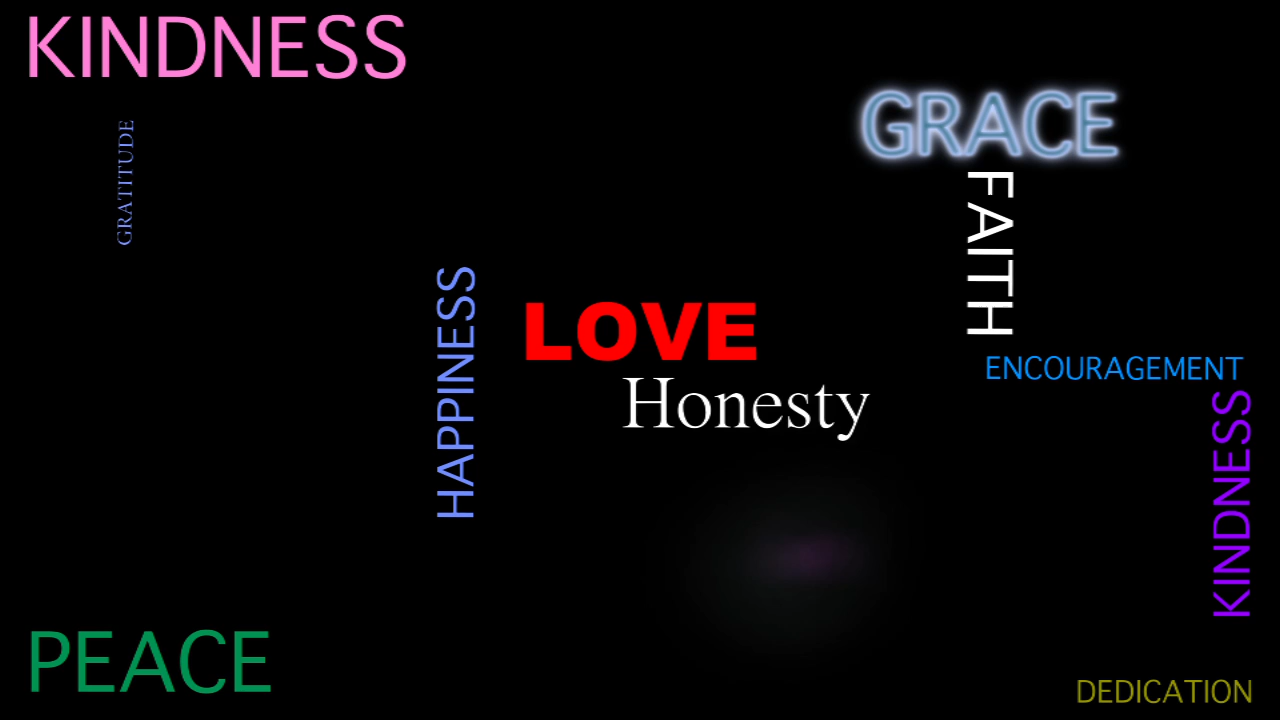 KINDNESS
GRACE
GRATITUDE
FAITH
HAPPINESS
LOVE
ENCOURAGEMENT
Honesty
KINDNESS
PEACE
DEDICATION